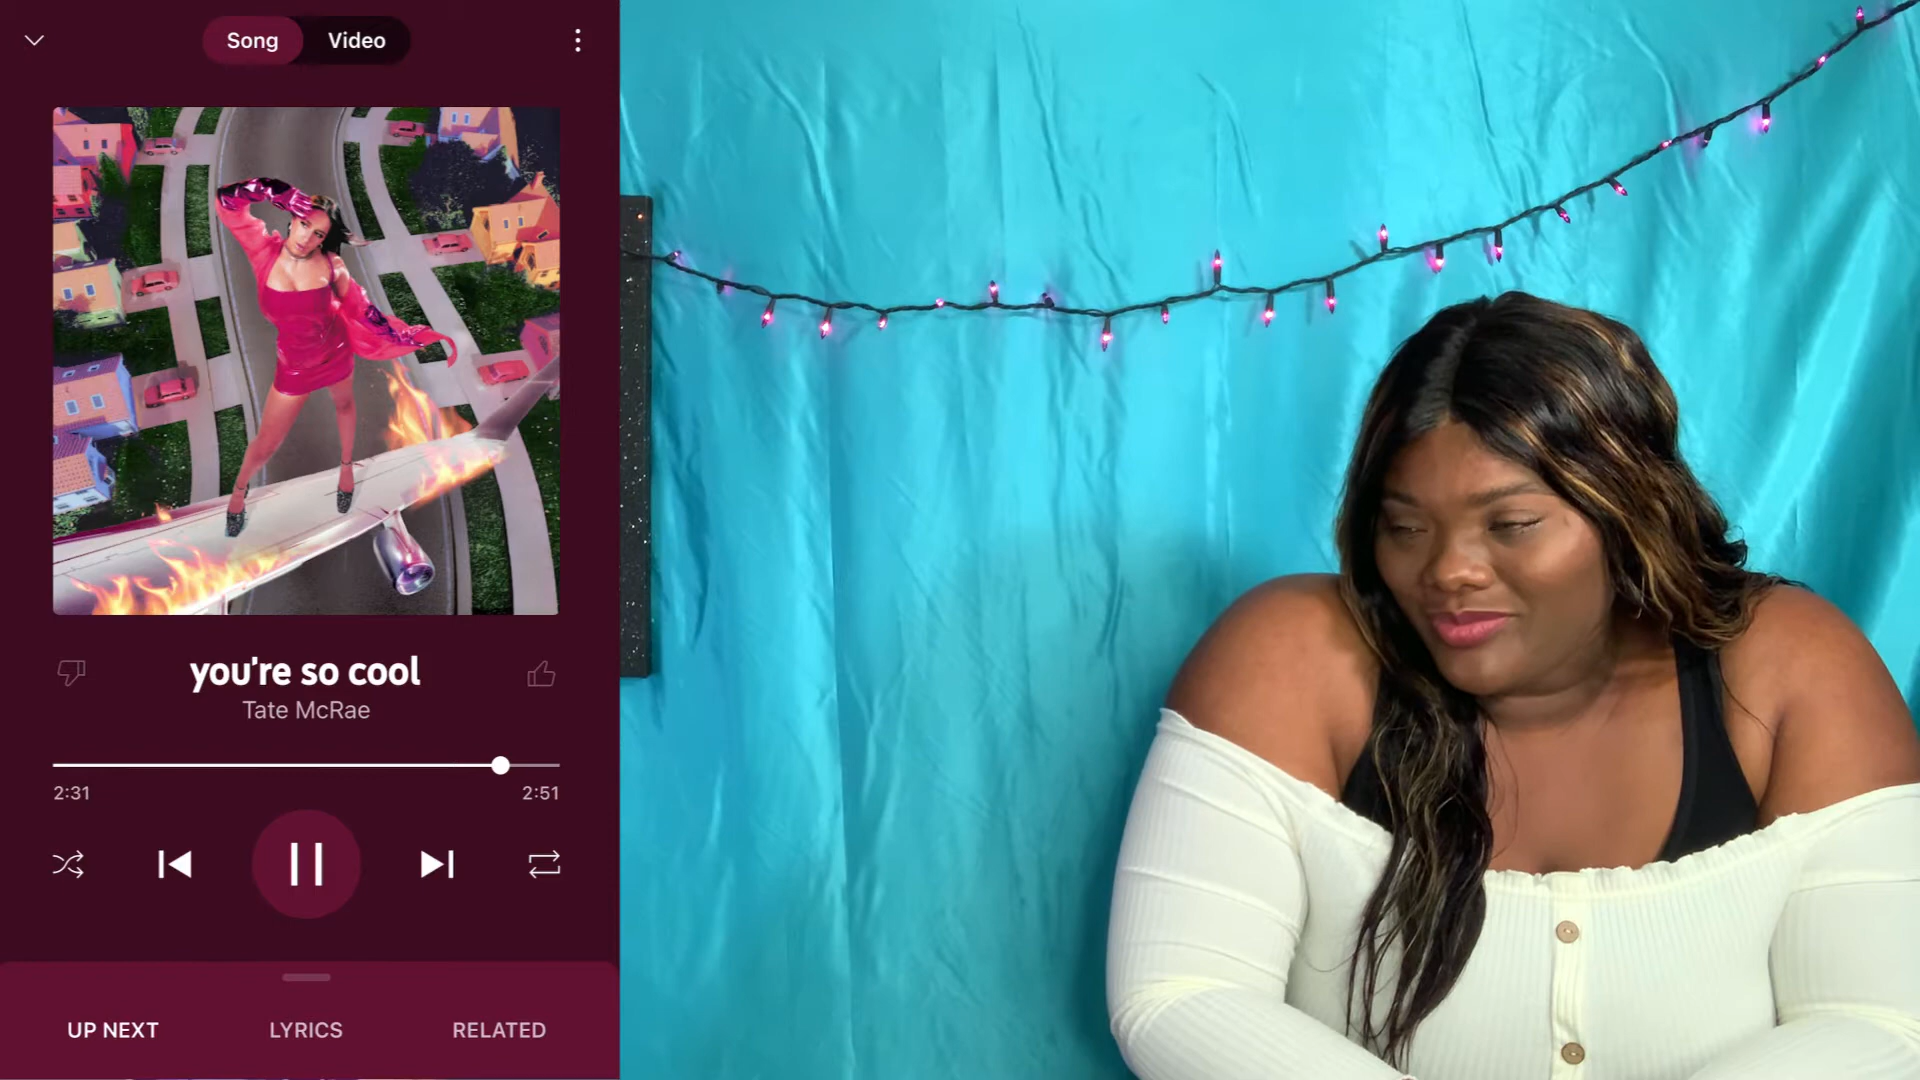 Song
Video
you're so cool
Tate McRae
2:31
2:51
UP NEXT
LYRICS
RELATED